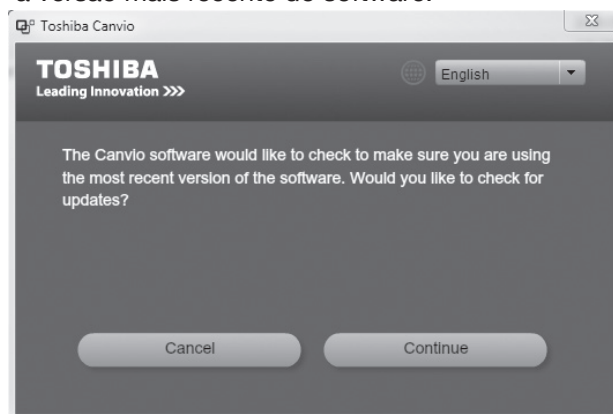 a versão mais recente do software.
Toshiba Canvio
TOSHIBA
Leading Innovation >>>
English
The Canvio software would like to check to make sure you are using
the most recent version of the software. Would you like to check for
updates?
Cancel
Continue